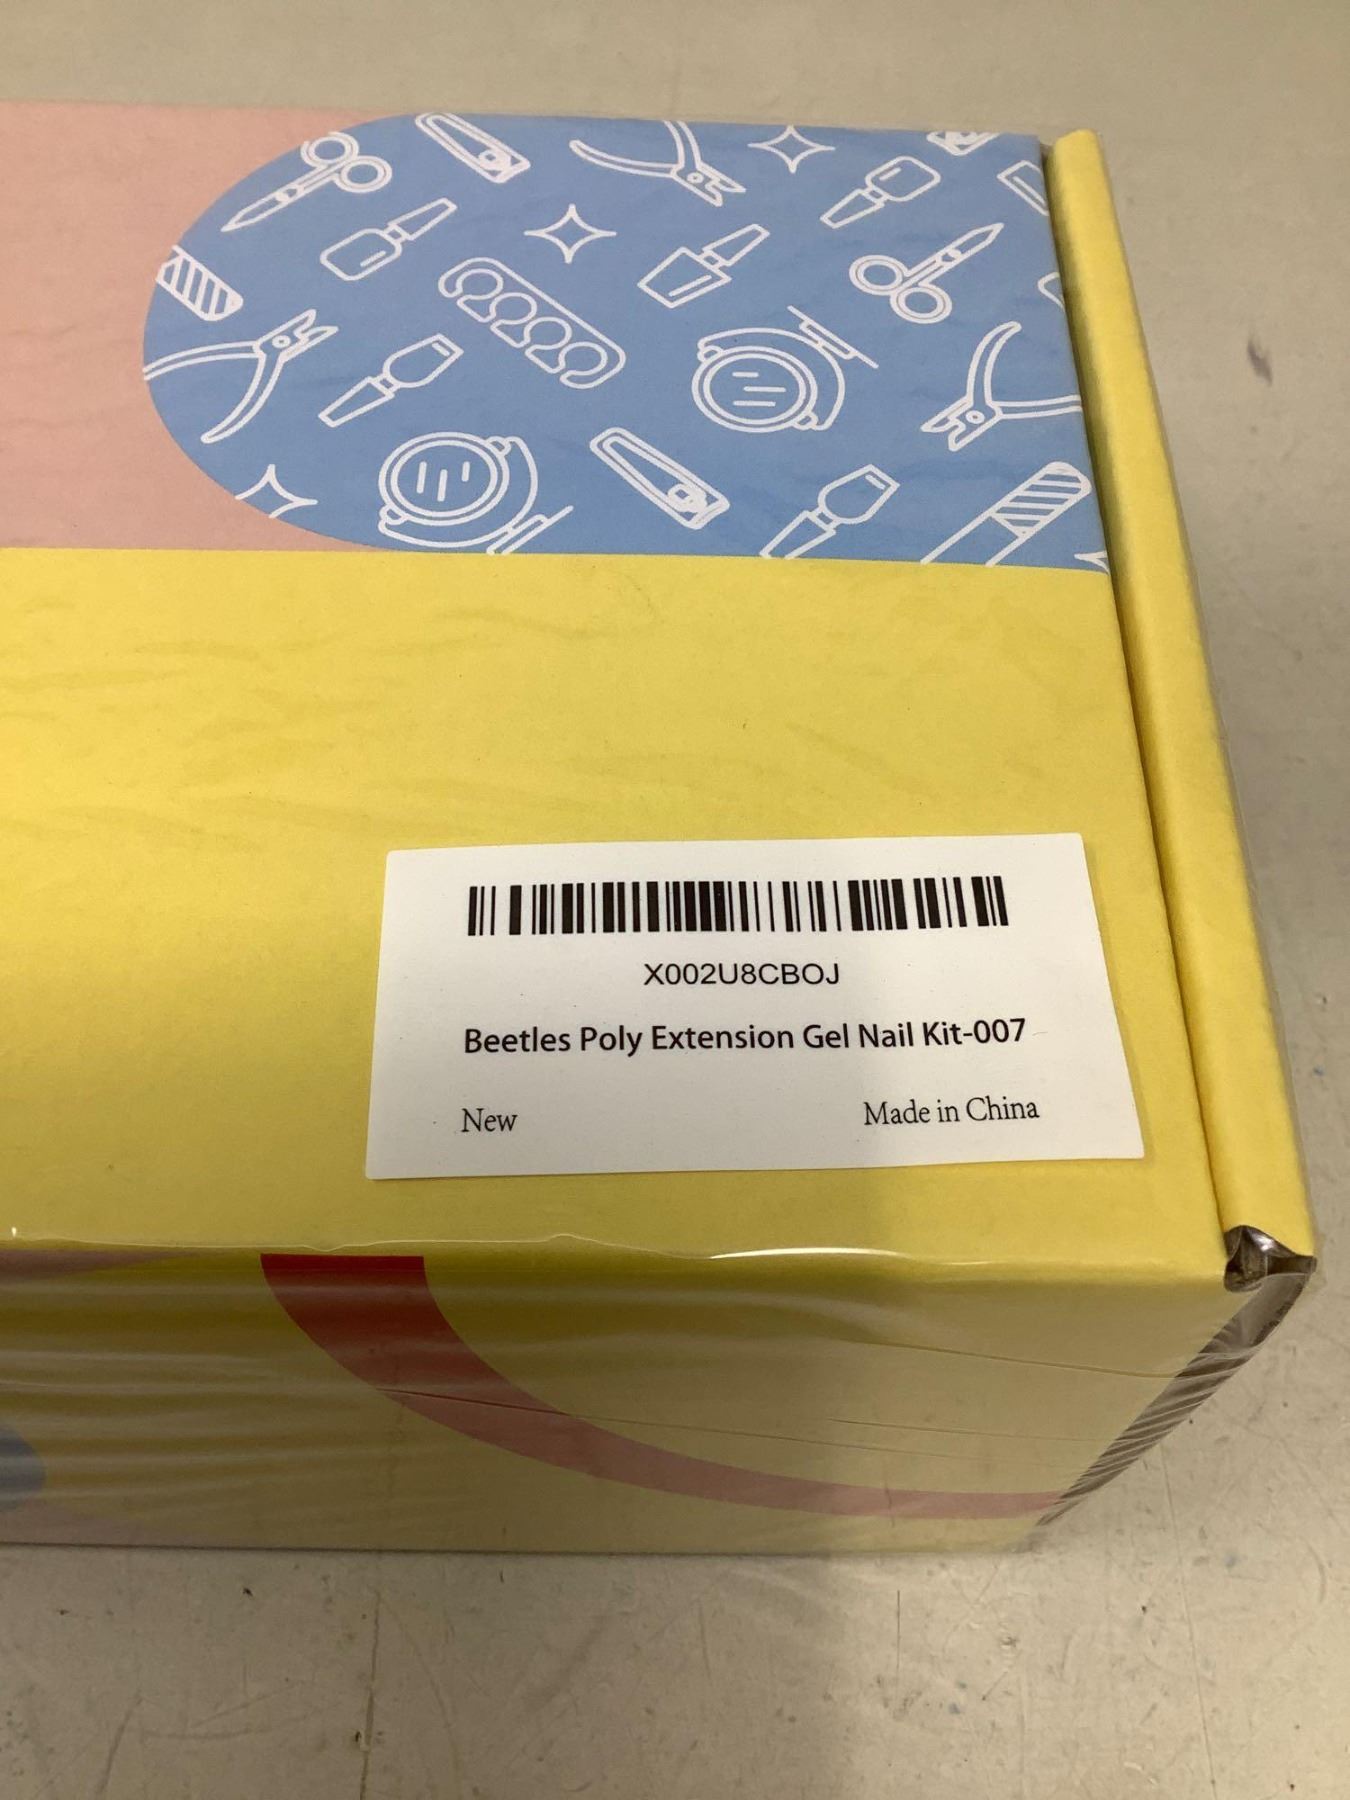 X002U8CBOJ
Beetles Poly Extension Gel Nail Kit-007
New
Made in China